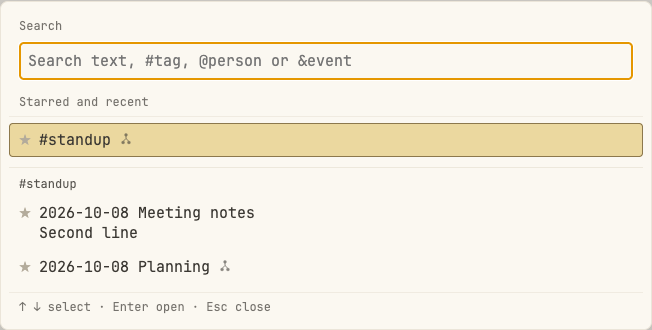 Search
Search text, #tag, @person or &event
Starred and recent
★ #standup
#standup
★ 2026-10-08 Meeting notes
Second line
★ 2026-10-08 Planning
↑ ↓ select · Enter open · Esc close